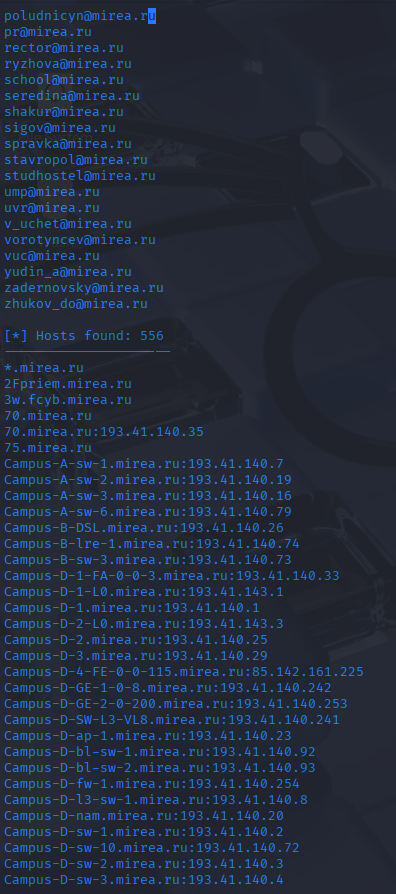 poludnicyn@mirea.ru
pr@mirea.ru
rector@mirea.ru
ryzhova@mirea.ru
school@mirea.ru
seredina@mirea.ru
shakur@mirea.ru
sigov@mirea.ru
spravka@mirea.ru
stavropol@mirea.ru
studhostel@mirea.ru
ump@mirea.ru
uvr@mirea.ru
v_uchet@mirea.ru
vorotyncev@mirea.ru
vuc@mirea.ru
yudin_a@mirea.ru
zadernovsky@mirea.ru
zhukov_do@mirea.ru
[*] Hosts found: 556
---------------------
*.mirea.ru
2Fpriem.mirea.ru
3w.fcyb.mirea.ru
70.mirea.ru
70.mirea.ru:193.41.140.35
75.mirea.ru
Campus-A-sw-1.mirea.ru:193.41.140.7
Campus-A-sw-2.mirea.ru:193.41.140.19
Campus-A-sw-3.mirea.ru:193.41.140.16
Campus-A-sw-6.mirea.ru:193.41.140.79
Campus-B-DSL.mirea.ru:193.41.140.26
Campus-B-lre-1.mirea.ru:193.41.140.74
Campus-B-sw-3.mirea.ru:193.41.140.73
Campus-D-1-FA-0-0-3.mirea.ru:193.41.140.33
Campus-D-1-L0.mirea.ru:193.41.143.1
Campus-D-1.mirea.ru:193.41.140.1
Campus-D-2-L0.mirea.ru:193.41.143.3
Campus-D-2.mirea.ru:193.41.140.25
Campus-D-3.mirea.ru:193.41.140.29
Campus-D-4-FE-0-0-115.mirea.ru:85.142.161.225
Campus-D-GE-1-0-8.mirea.ru:193.41.140.242
Campus-D-GE-2-0-200.mirea.ru:193.41.140.253
Campus-D-SW-L3-VL8.mirea.ru:193.41.140.241
Campus-D-ap-1.mirea.ru:193.41.140.23
Campus-D-bl-sw-1.mirea.ru:193.41.140.92
Campus-D-bl-sw-2.mirea.ru:193.41.140.93
Campus-D-fw-1.mirea.ru:193.41.140.254
Campus-D-l3-sw-1.mirea.ru:193.41.140.8
Campus-D-nam.mirea.ru:193.41.140.20
Campus-D-sw-1.mirea.ru:193.41.140.2
Campus-D-sw-10.mirea.ru:193.41.140.72
Campus-D-sw-2.mirea.ru:193.41.140.3
Campus-D-sw-3.mirea.ru:193.41.140.4